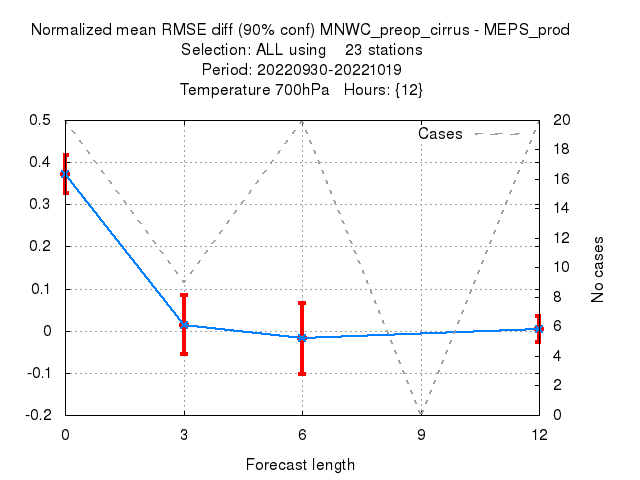 Normalized mean RMSE diff (90% conf) MNWC_preop_cirrus - MEPS_prod
Selection: ALL using 23 stations
Period: 20220930-20221019
Temperature 700hPa Hours: {12}
Cases
0.5
0.4
0.3
0.2
0.1
0
-0.1
-0.2
20
18
16
14
12
10
8
6
4
2
0
No cases
0 3 6 9 12
Forecast length